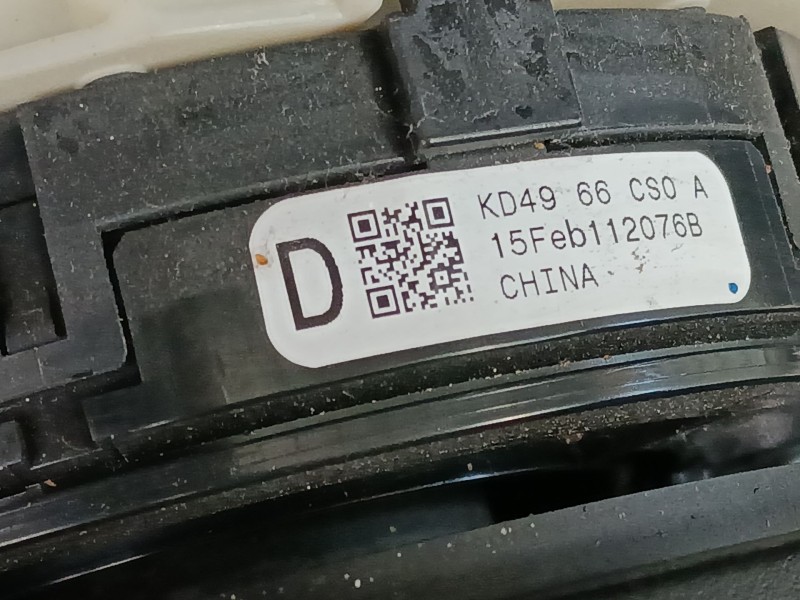 D
KD49 66 CS0 A
15Feb112076B
CHINA